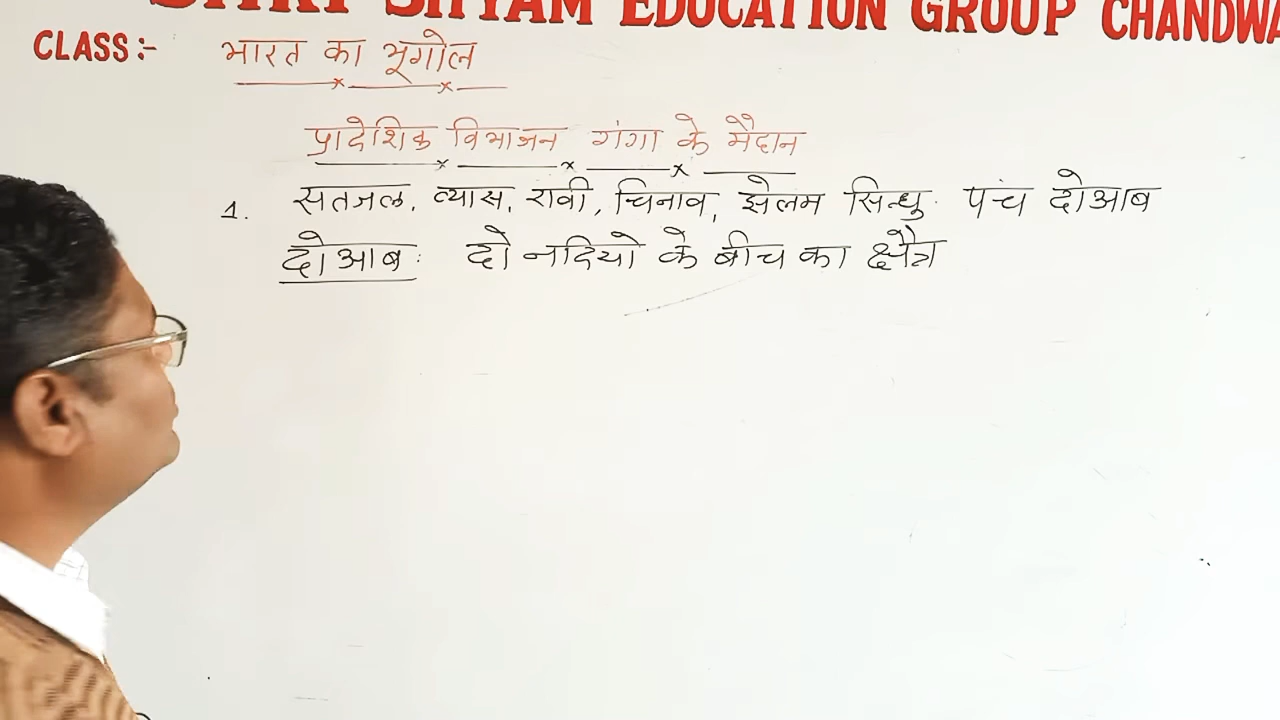 SHRI SHYAM EDUCATION GROUP CHANDWA
CLASS:- भारत का भूगोल
प्रादेशिक विभाजन गंगा के मैदान
1. सतजल, व्यास, रावी, चिनाव, झेलम सिन्धु. पंच दोआब
दोआब: दो नदियो के बीच का क्षैत्र